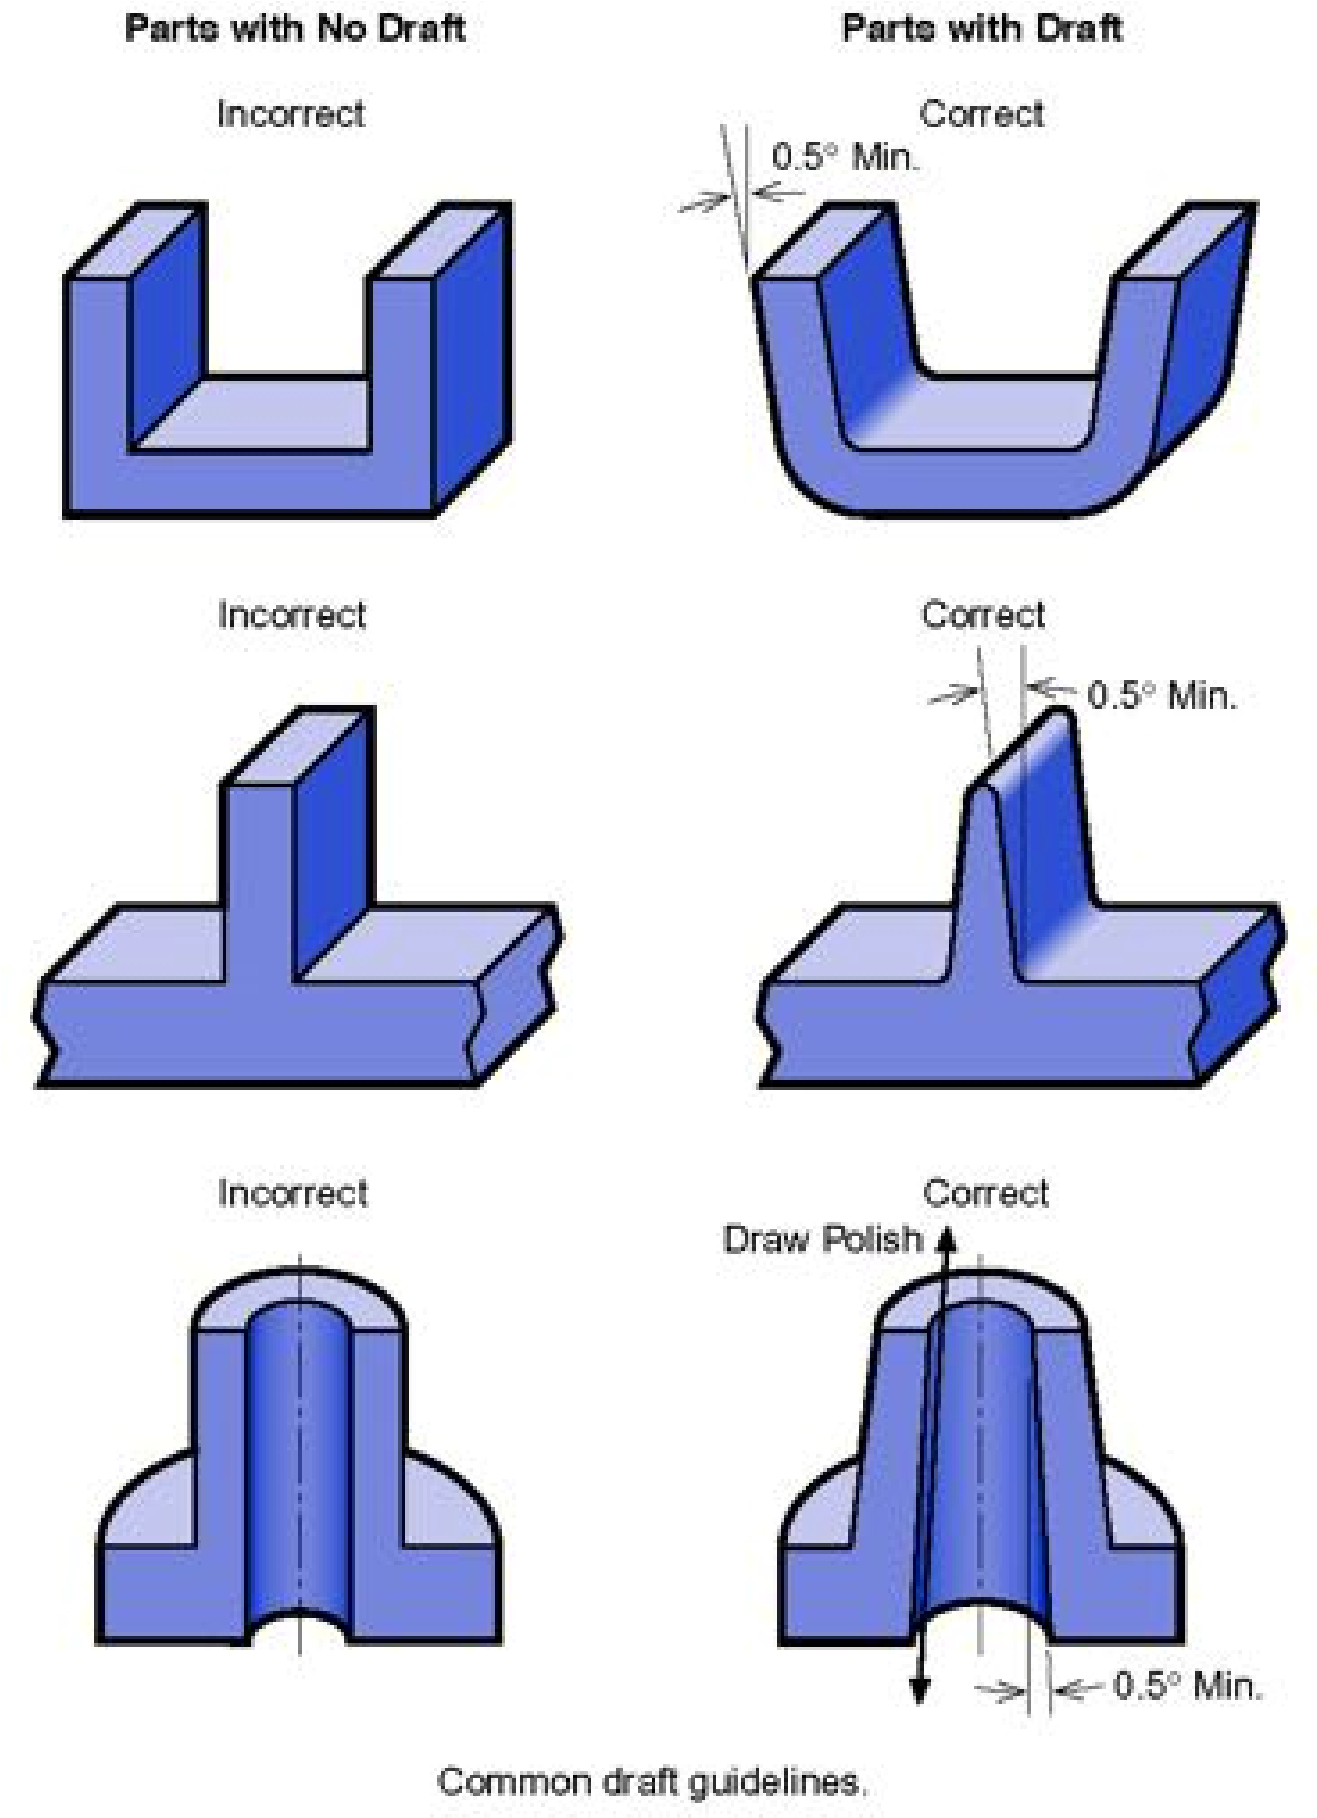 Parts with No Draft
Parts with Draft
Incorrect
Correct
0.5° Min.
Incorrect
Correct
0.5° Min.
Incorrect
Correct
Draw Polish
0.5° Min.
Common draft guidelines.